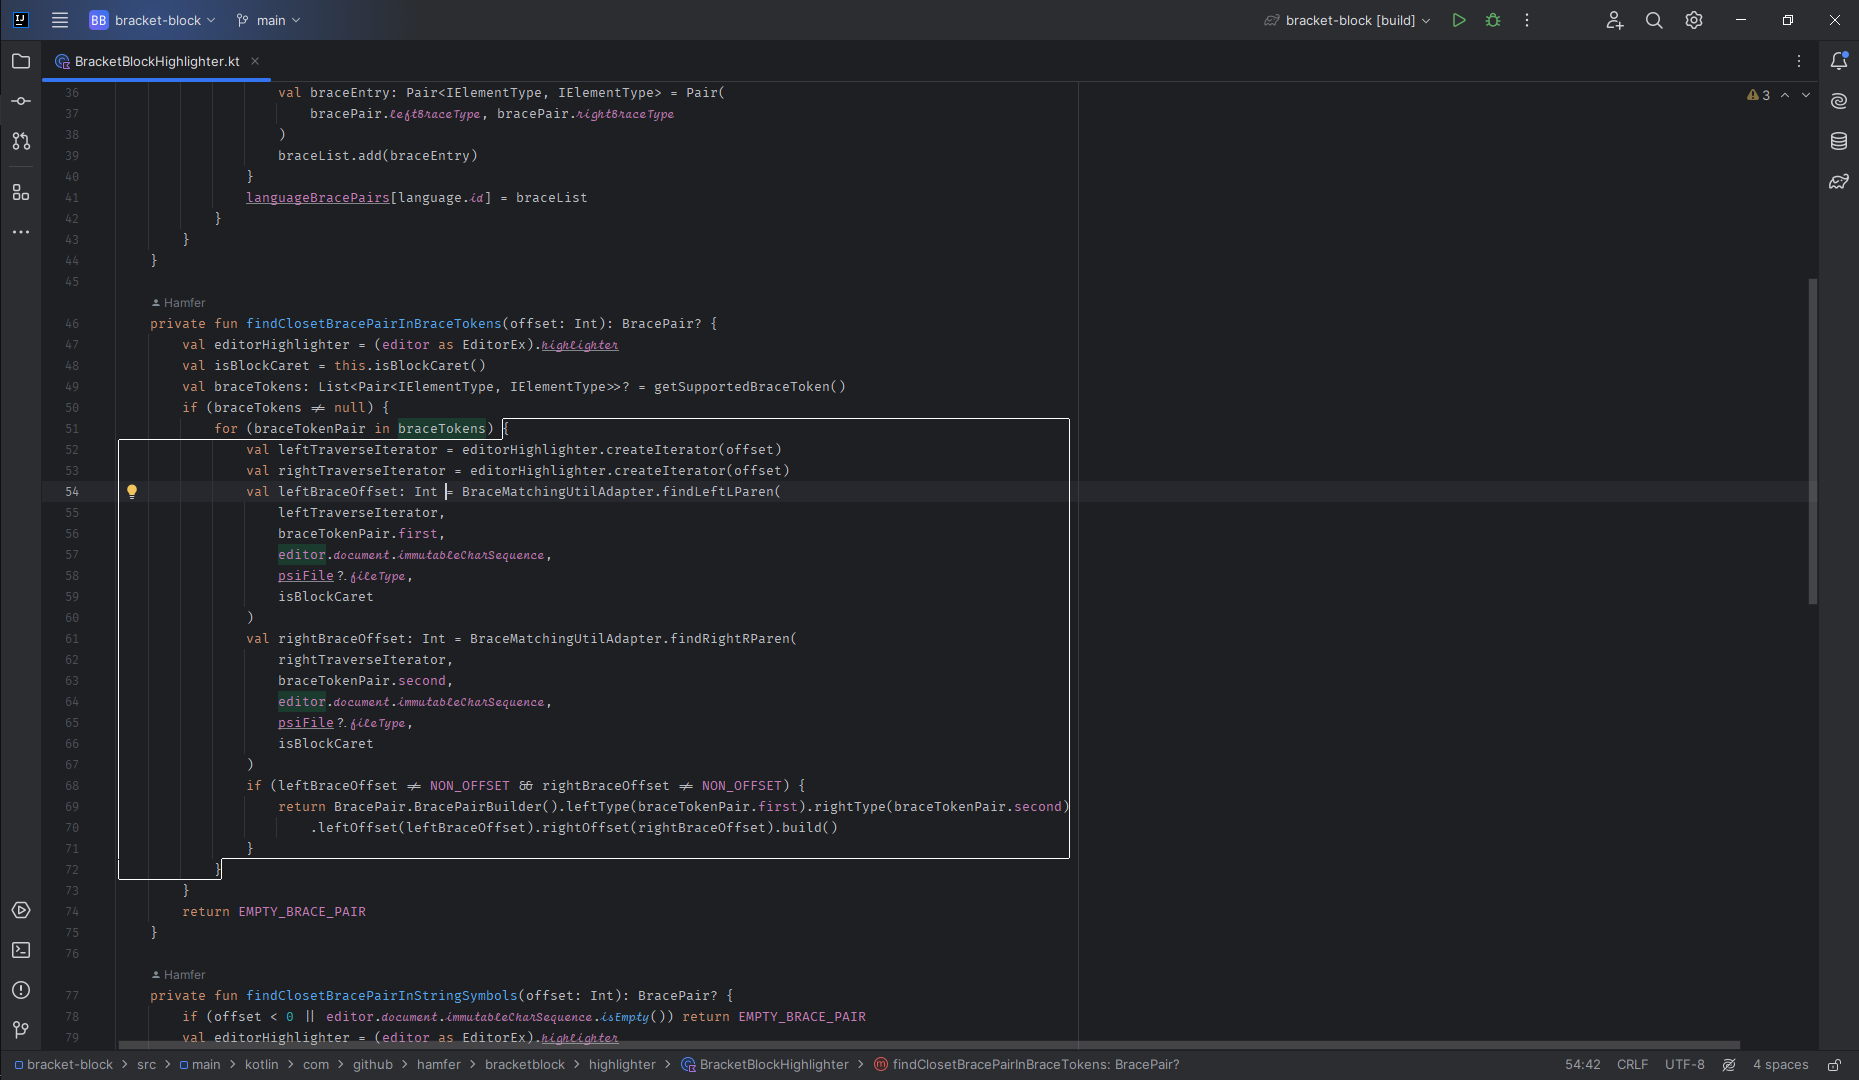 BB bracket-block main bracket-block [build]
BracketBlockHighlighter.kt
3
36 val braceEntry: Pair<IElementType, IElementType> = Pair(
37 bracePair.leftBraceType, bracePair.rightBraceType
38 )
39 braceList.add(braceEntry)
40 }
41 languageBracePairs[language.id] = braceList
42 }
43 }
44 }
45
Hamfer
46 private fun findClosetBracePairInBraceTokens(offset: Int): BracePair? {
47 val editorHighlighter = (editor as EditorEx).highlighter
48 val isBlockCaret = this.isBlockCaret()
49 val braceTokens: List<Pair<IElementType, IElementType>>? = getSupportedBraceToken()
50 if (braceTokens ≠ null) {
51 for (braceTokenPair in braceTokens) {
52 val leftTraverseIterator = editorHighlighter.createIterator(offset)
53 val rightTraverseIterator = editorHighlighter.createIterator(offset)
54 val leftBraceOffset: Int = BraceMatchingUtilAdapter.findLeftLParen(
55 leftTraverseIterator,
56 braceTokenPair.first,
57 editor.document.immutableCharSequence,
58 psiFile?.fileType,
59 isBlockCaret
60 )
61 val rightBraceOffset: Int = BraceMatchingUtilAdapter.findRightRParen(
62 rightTraverseIterator,
63 braceTokenPair.second,
64 editor.document.immutableCharSequence,
65 psiFile?.fileType,
66 isBlockCaret
67 )
68 if (leftBraceOffset ≠ NON_OFFSET && rightBraceOffset ≠ NON_OFFSET) {
69 return BracePair.BracePairBuilder().leftType(braceTokenPair.first).rightType(braceTokenPair.second)
70 .leftOffset(leftBraceOffset).rightOffset(rightBraceOffset).build()
71 }
72 }
73 }
74 return EMPTY_BRACE_PAIR
75 }
76
Hamfer
77 private fun findClosetBracePairInStringSymbols(offset: Int): BracePair? {
78 if (offset < 0 || editor.document.immutableCharSequence.isEmpty()) return EMPTY_BRACE_PAIR
79 val editorHighlighter = (editor as EditorEx).highlighter
bracket-block > src > main > kotlin > com > github > hamfer > bracketblock > highlighter > BracketBlockHighlighter > findClosetBracePairInBraceTokens: BracePair? 54:42 CRLF UTF-8 4 spaces